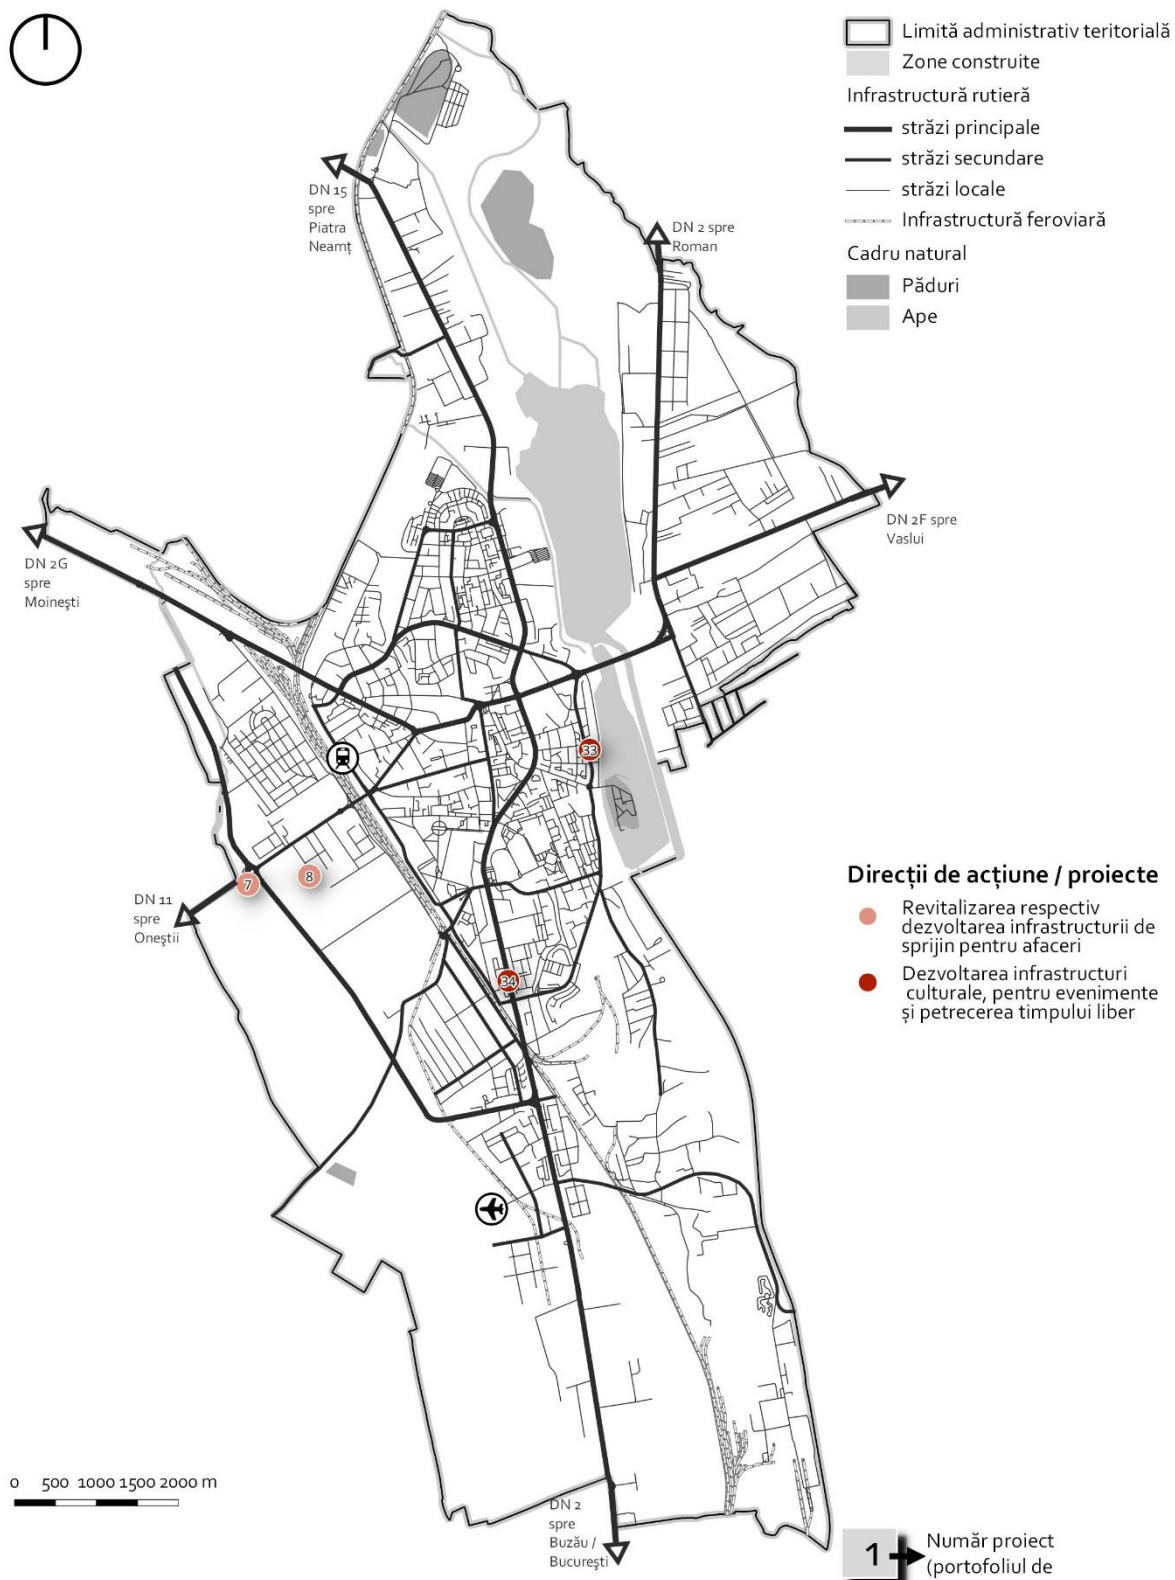 Limită administrativ teritorială
Zone construite
Infrastructură rutieră
străzi principale
străzi secundare
străzi locale
Infrastructură feroviară
Cadru natural
Păduri
Ape
DN 15
spre
Piatra
Neamț
DN 2 spre
Roman
DN 2F spre
Vaslui
DN 2G
spre
Moinești
33
7
8
DN 11
spre
Oneștii
34
Direcții de acțiune / proiecte
Revitalizarea respectiv
dezvoltarea infrastructurii de
sprijin pentru afaceri
Dezvoltarea infrastructuri
culturale, pentru evenimente
și petrecerea timpului liber
0 500 1000 1500 2000 m
DN 2
spre
Buzău /
București
1
Număr proiect
(portofoliul de